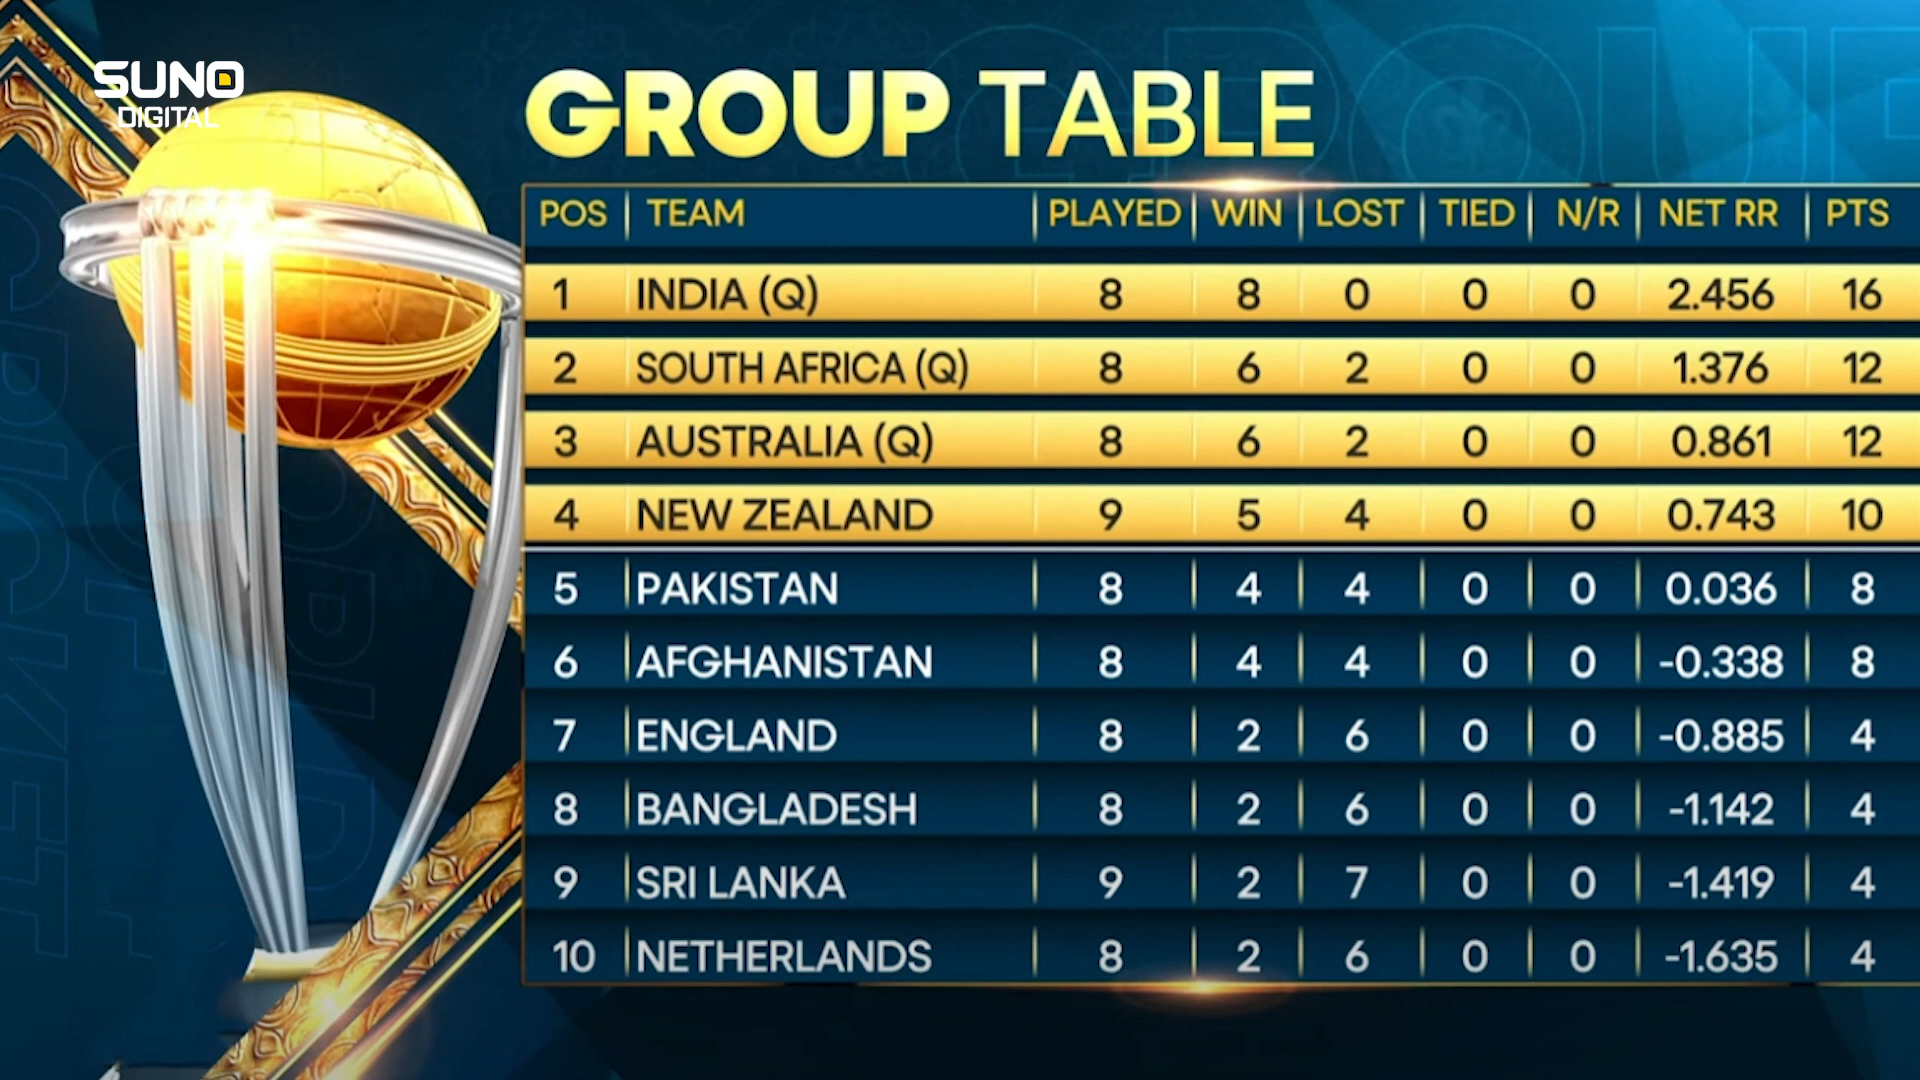 SUNO
DIGITAL
GROUP TABLE
POS TEAM PLAYED WIN LOST TIED N/R NET RR PTS
1 INDIA (Q) 8 8 0 0 0 2.456 16
2 SOUTH AFRICA (Q) 8 6 2 0 0 1.376 12
3 AUSTRALIA (Q) 8 6 2 0 0 0.861 12
4 NEW ZEALAND 9 5 4 0 0 0.743 10
5 PAKISTAN 8 4 4 0 0 0.036 8
6 AFGHANISTAN 8 4 4 0 0 -0.338 8
7 ENGLAND 8 2 6 0 0 -0.885 4
8 BANGLADESH 8 2 6 0 0 -1.142 4
9 SRI LANKA 9 2 7 0 0 -1.419 4
10 NETHERLANDS 8 2 6 0 0 -1.635 4